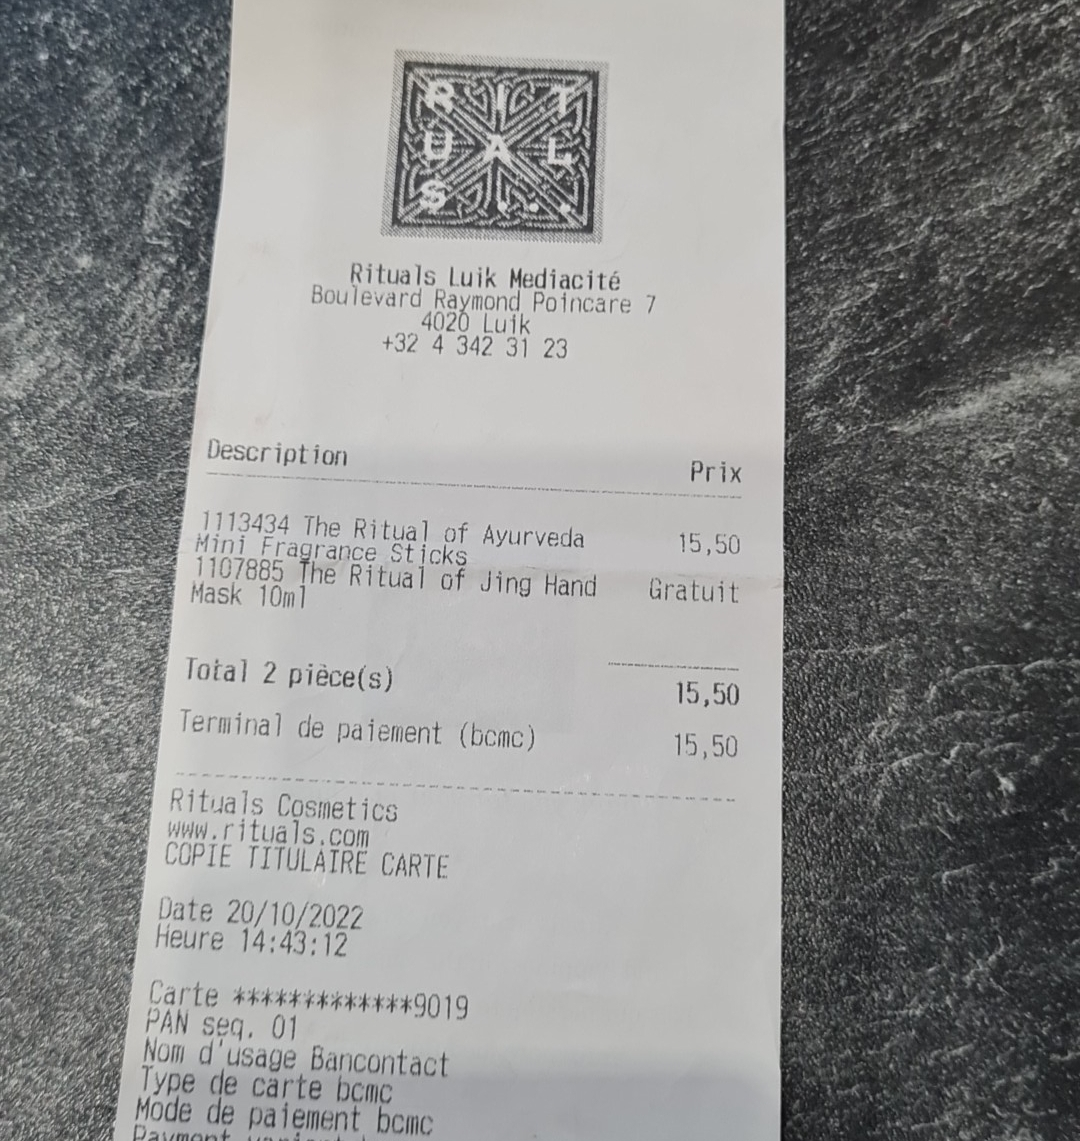 R I T
U A L
S . . .
Rituals Luik Mediacité
Boulevard Raymond Poincare 7
4020 Luik
+32 4 342 31 23
Description Prix
1113434 The Ritual of Ayurveda 15,50
Mini Fragrance Sticks
1107885 The Ritual of Jing Hand Gratuit
Mask 10ml
Total 2 pièce(s) 15,50
Terminal de paiement (bcmc) 15,50
Rituals Cosmetics
www.rituals.com
COPIE TITULAIRE CARTE
Date 20/10/2022
Heure 14:43:12
Carte *************9019
PAN seq. 01
Nom d'usage Bancontact
Type de carte bcmc
Mode de paiement bcmc
Payment